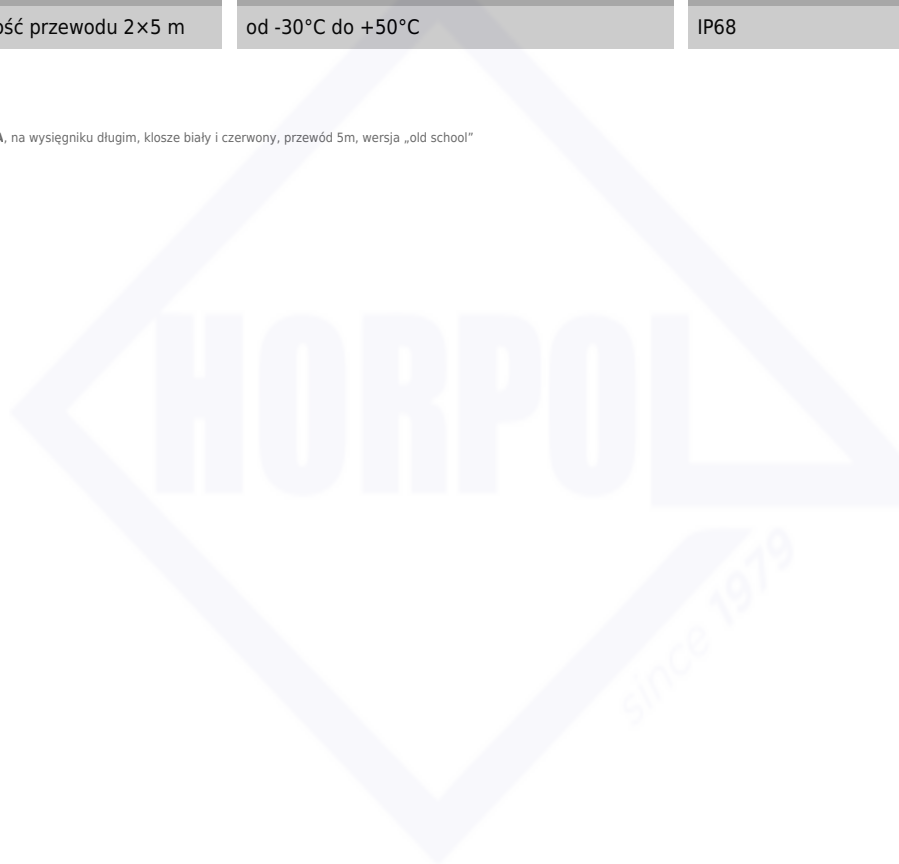 ość przewodu 2×5 m od -30°C do +50°C IP68
A, na wysięgniku długim, klosze biały i czerwony, przewód 5m, wersja „old school”
HORPOL
since 1979